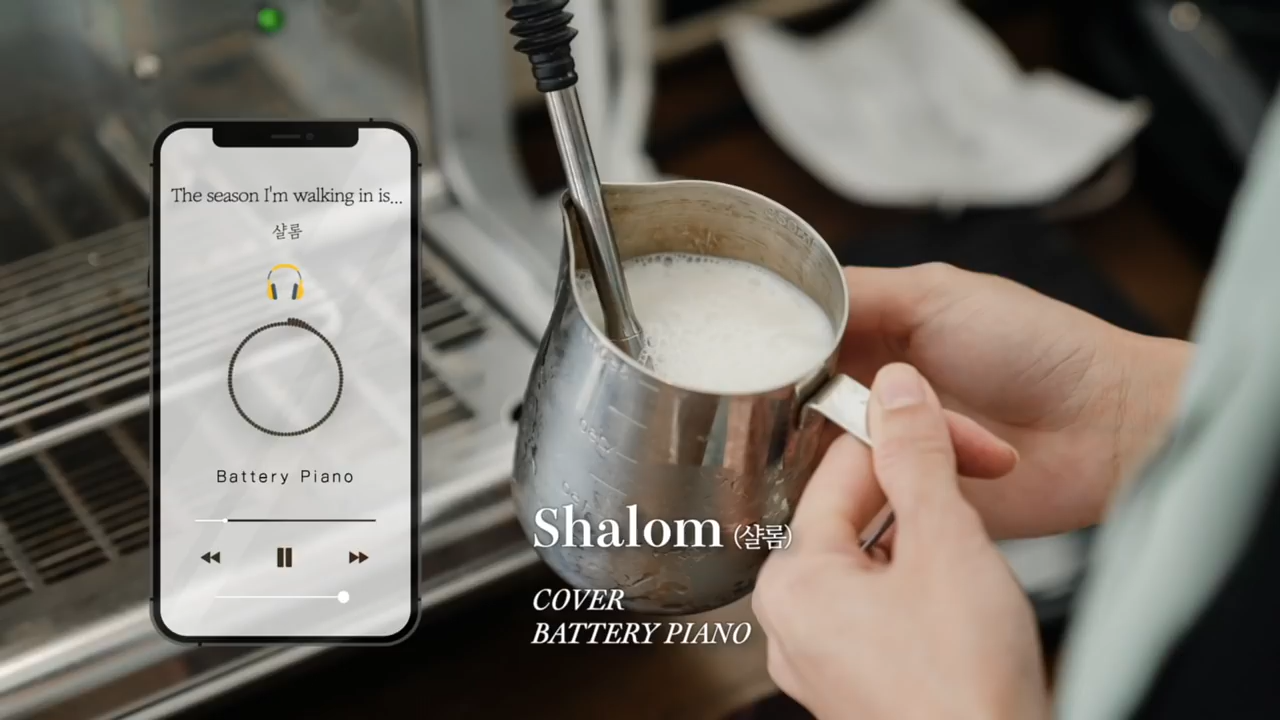 The season I'm walking in is...
샬롬
Battery Piano
Shalom (샬롬)
COVER
BATTERY PIANO